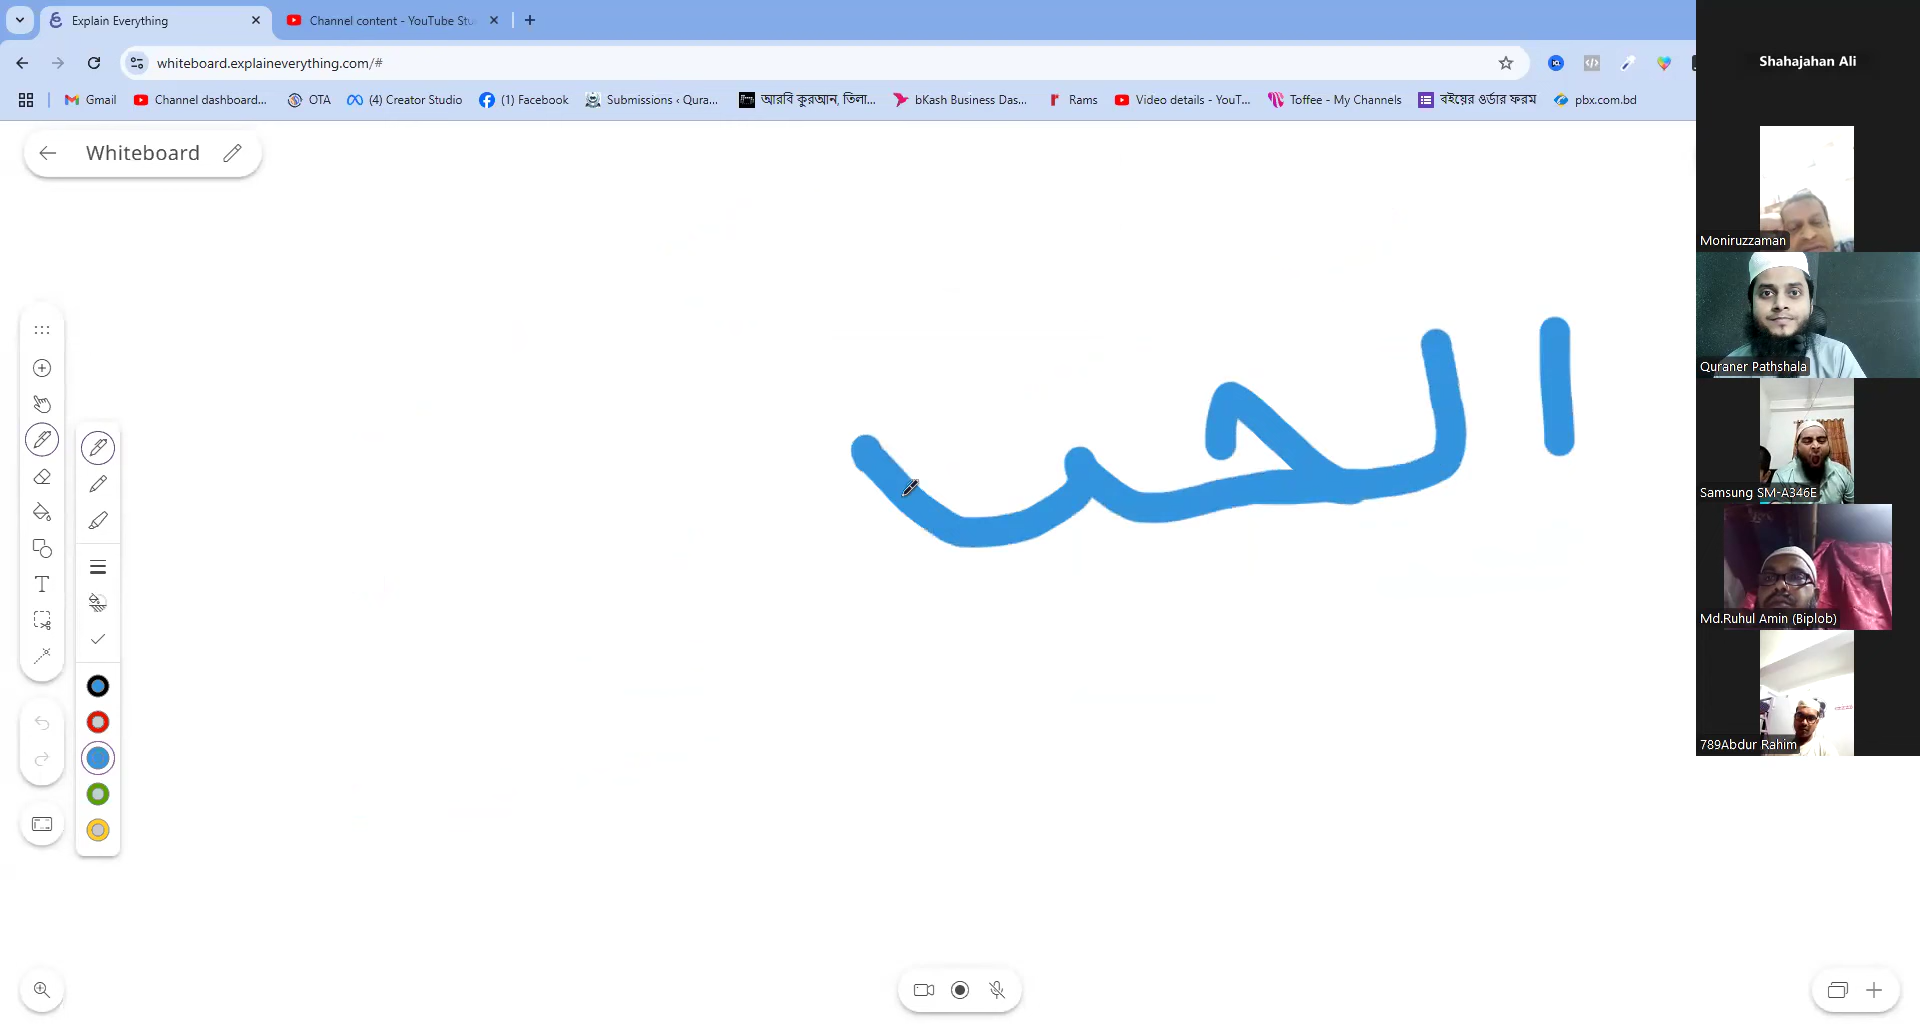 Explain Everything
Channel content - YouTube Stu
whiteboard.explaineverything.com/#
Gmail
Channel dashboard...
OTA
(4) Creator Studio
(1) Facebook
Submissions ‹ Qura...
আরবি কুরআন, তিলা...
bKash Business Das...
Rams
Video details - YouT...
Toffee - My Channels
বইয়ের ওর্ডার ফরম
pbx.com.bd
Whiteboard
T
Shahajahan Ali
Moniruzzaman
Quraner Pathshala
Samsung SM-A346E
Md.Ruhul Amin (Biplob)
789Abdur Rahim